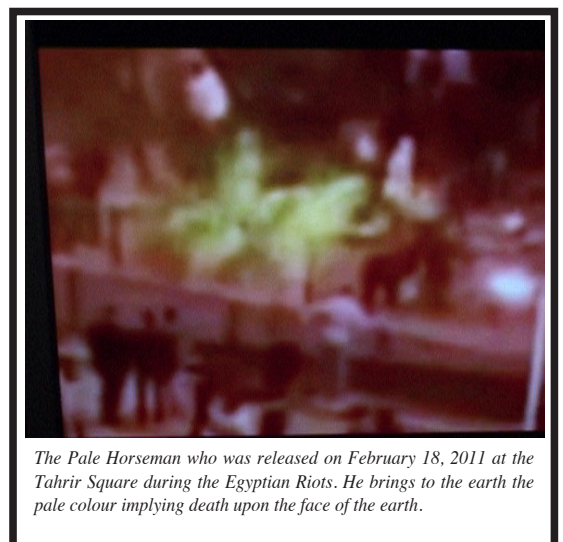 The Pale Horseman who was released on February 18, 2011 at the
Tahrir Square during the Egyptian Riots. He brings to the earth the
pale colour implying death upon the face of the earth.